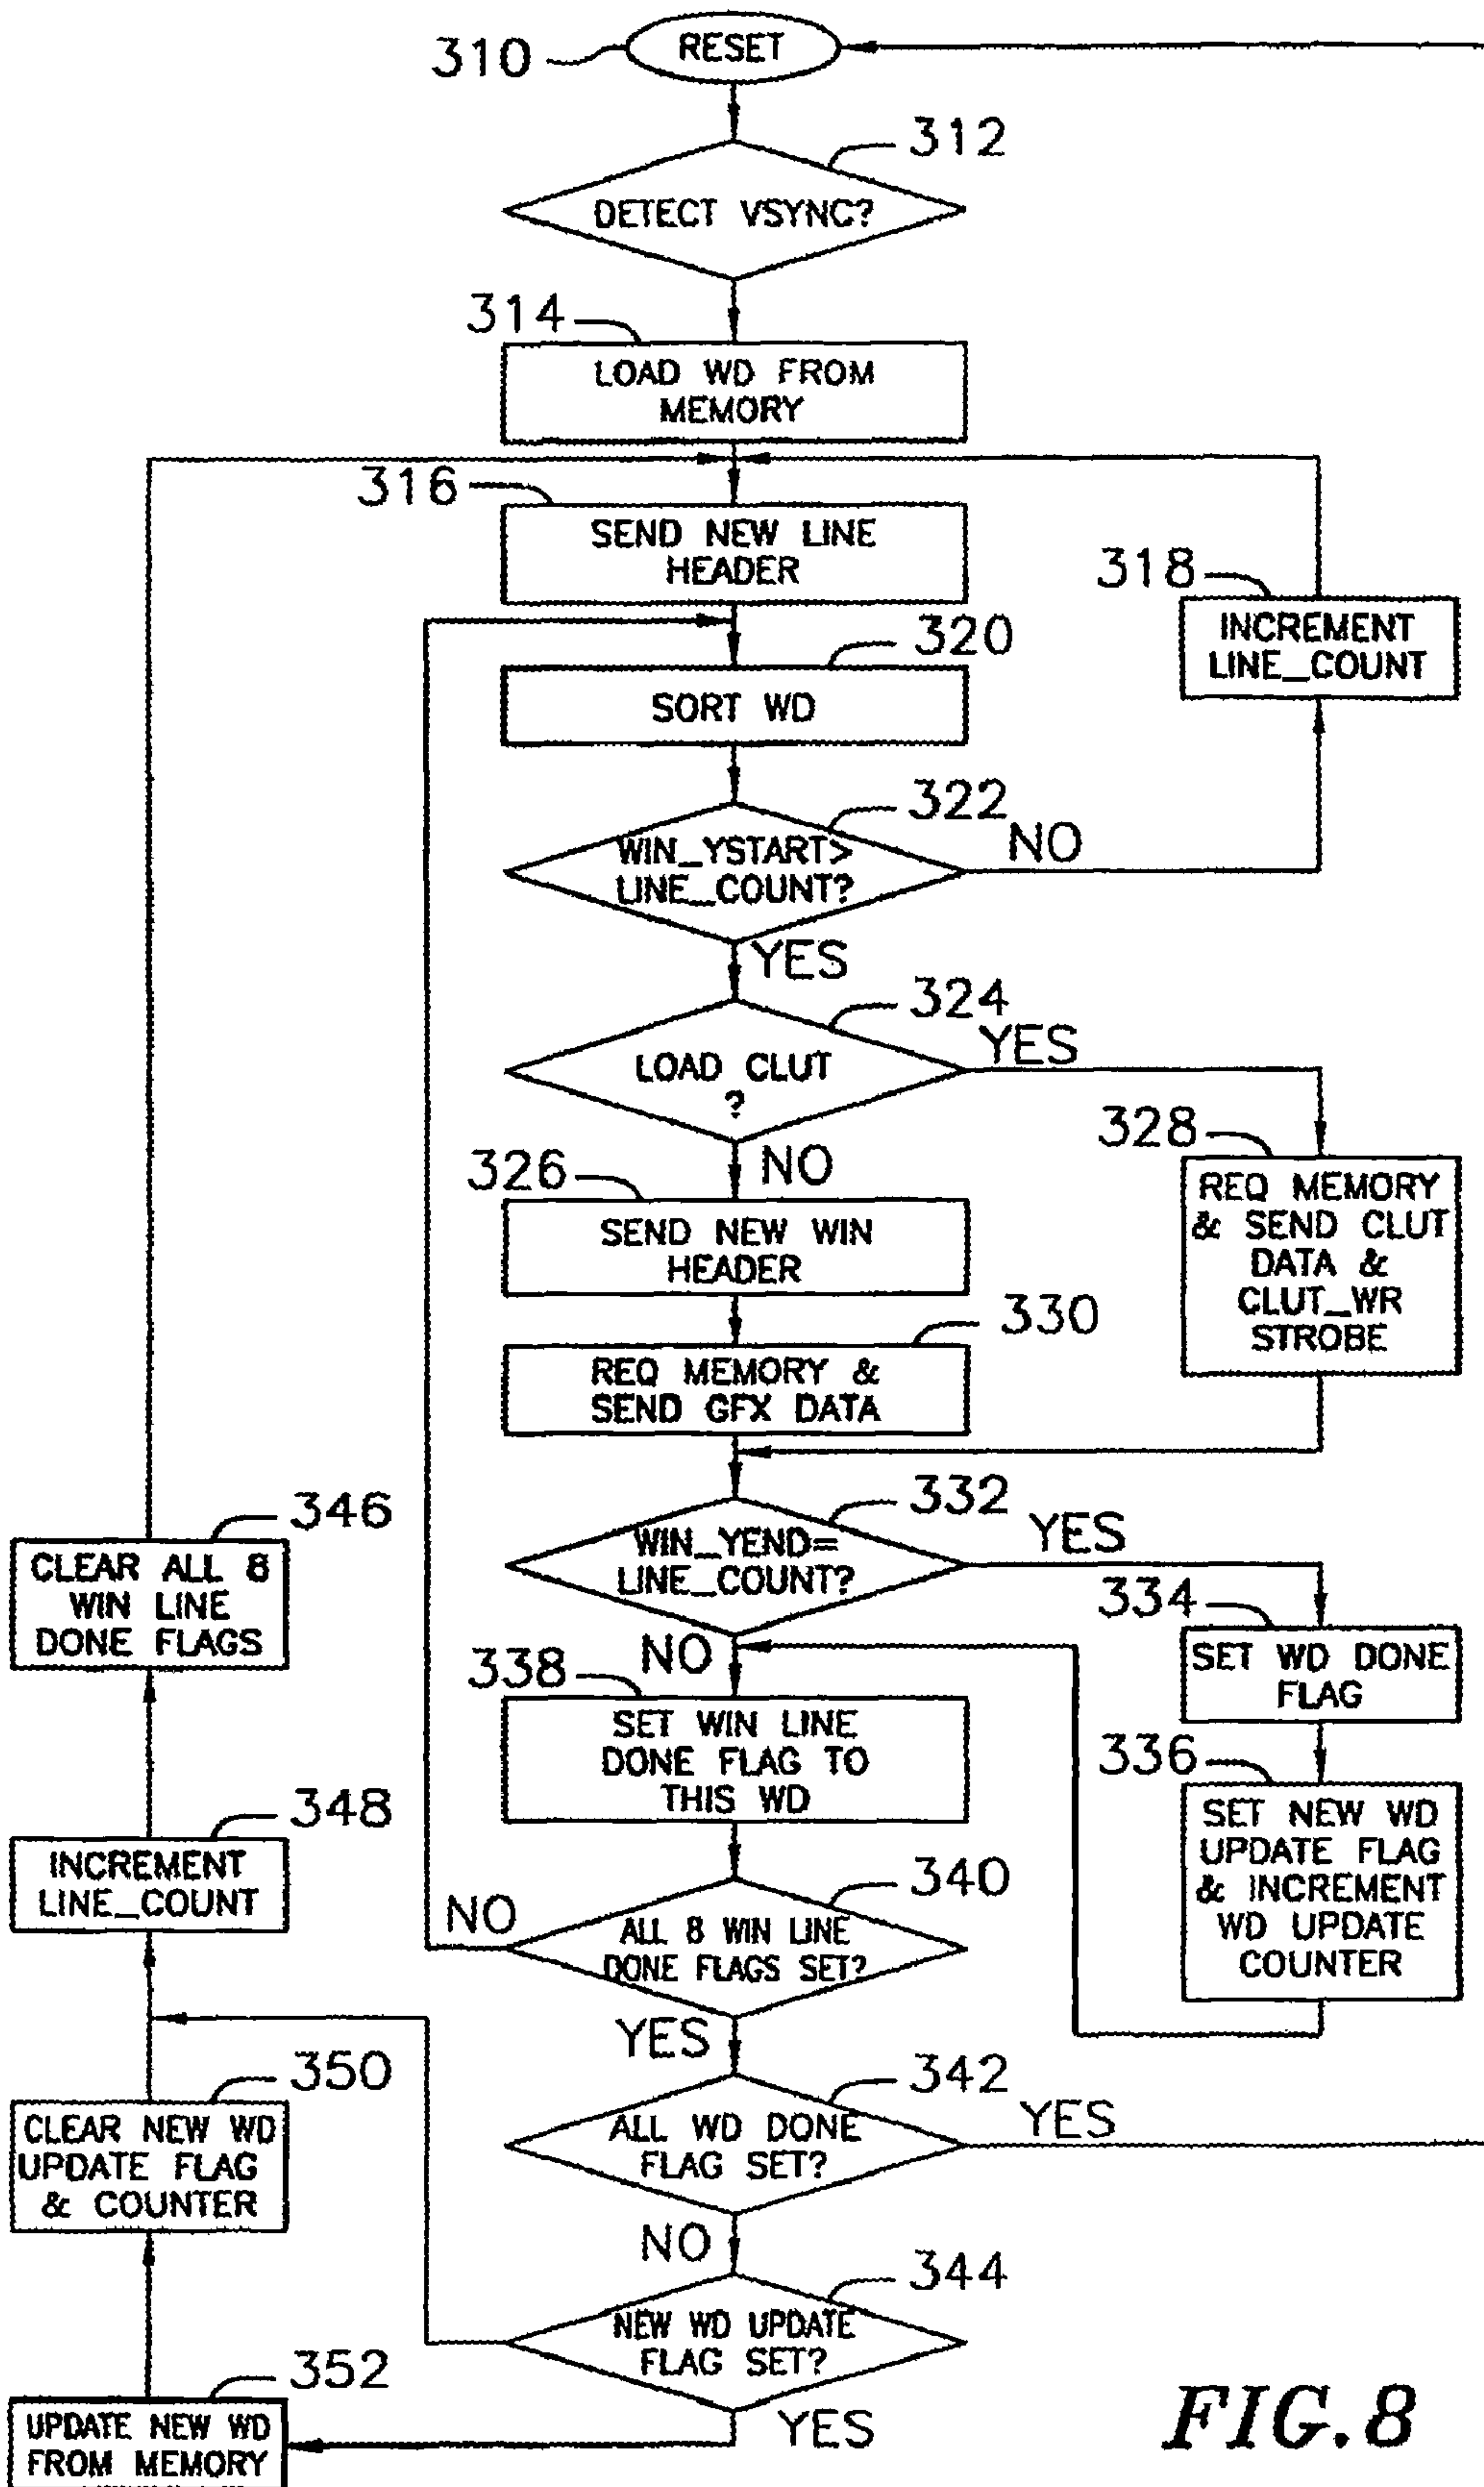 310
RESET
312
DETECT VSYNC?
314
LOAD WD FROM
MEMORY
316
SEND NEW LINE
HEADER
318
INCREMENT
LINE_COUNT
320
SORT WD
322
WIN_YSTART>
LINE_COUNT?
NO
YES
324
LOAD CLUT
?
YES
NO
326
SEND NEW WIN
HEADER
328
REQ MEMORY
& SEND CLUT
DATA &
CLUT_WR
STROBE
330
REQ MEMORY &
SEND GFX DATA
332
WIN_YEND=
LINE_COUNT?
YES
NO
334
SET WD DONE
FLAG
336
SET NEW WD
UPDATE FLAG
& INCREMENT
WD UPDATE
COUNTER
338
SET WIN LINE
DONE FLAG TO
THIS WD
340
ALL 8 WIN LINE
DONE FLAGS SET?
NO
YES
342
ALL WD DONE
FLAG SET?
YES
NO
344
NEW WD UPDATE
FLAG SET?
YES
346
CLEAR ALL 8
WIN LINE
DONE FLAGS
348
INCREMENT
LINE_COUNT
350
CLEAR NEW WD
UPDATE FLAG
& COUNTER
352
UPDATE NEW WD
FROM MEMORY
FIG.8